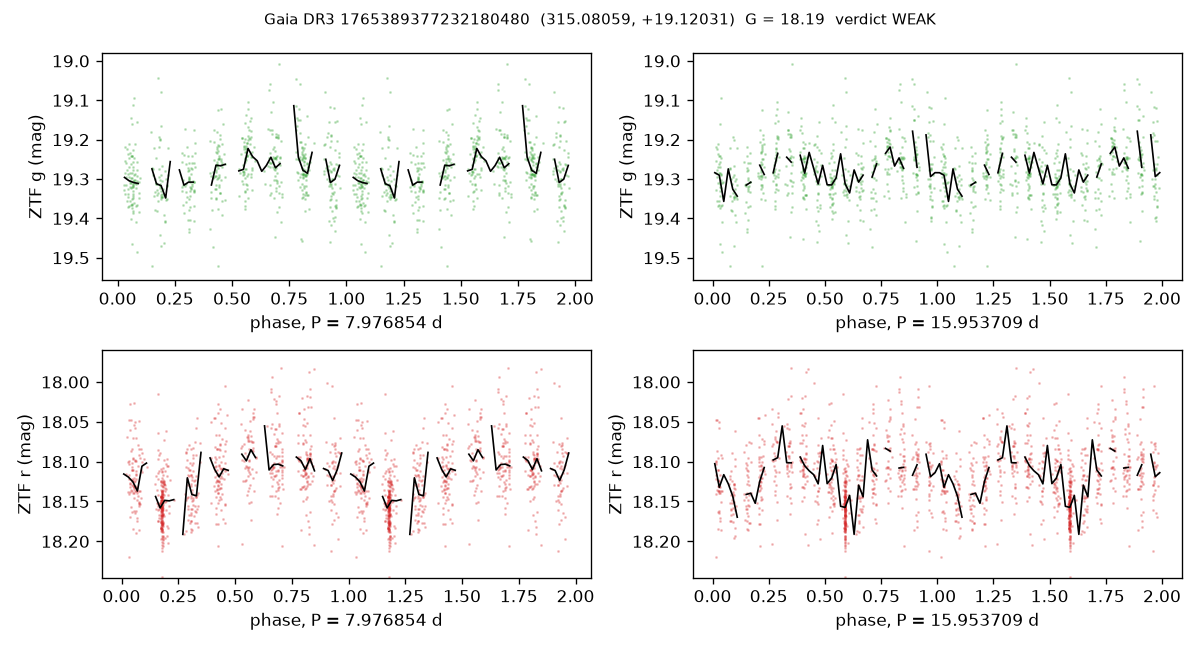 Gaia DR3 1765389377232180480 (315.08059, +19.12031) G = 18.19 verdict WEAK
ZTF g (mag)
19.0
19.1
19.2
19.3
19.4
19.5
0.00 0.25 0.50 0.75 1.00 1.25 1.50 1.75 2.00
phase, P = 7.976854 d
ZTF g (mag)
19.0
19.1
19.2
19.3
19.4
19.5
0.00 0.25 0.50 0.75 1.00 1.25 1.50 1.75 2.00
phase, P = 15.953709 d
ZTF r (mag)
18.00
18.05
18.10
18.15
18.20
0.00 0.25 0.50 0.75 1.00 1.25 1.50 1.75 2.00
phase, P = 7.976854 d
ZTF r (mag)
18.00
18.05
18.10
18.15
18.20
0.00 0.25 0.50 0.75 1.00 1.25 1.50 1.75 2.00
phase, P = 15.953709 d